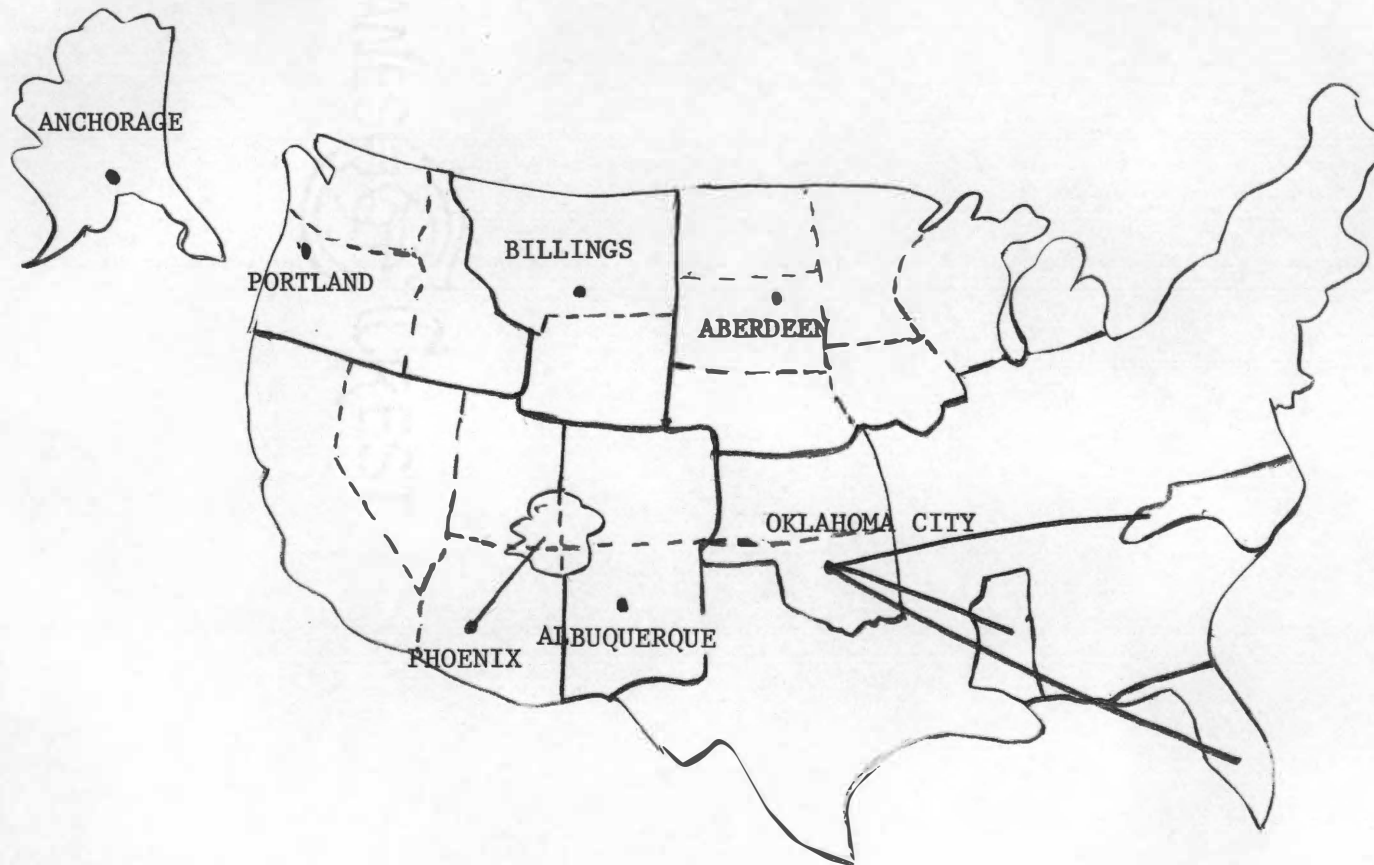 ANCHORAGE
BILLINGS
PORTLAND
ABERDEEN
OKLAHOMA CITY
ALBUQUERQUE
PHOENIX